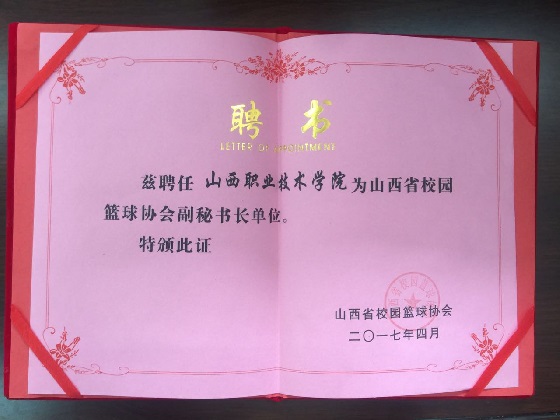 聘书
LETTER OF APPOINTMENT
兹聘任 山西职业技术学院 为山西省校园
篮球协会副秘书长单位。
特颁此证
山西省校园篮球协会
二〇一七年四月